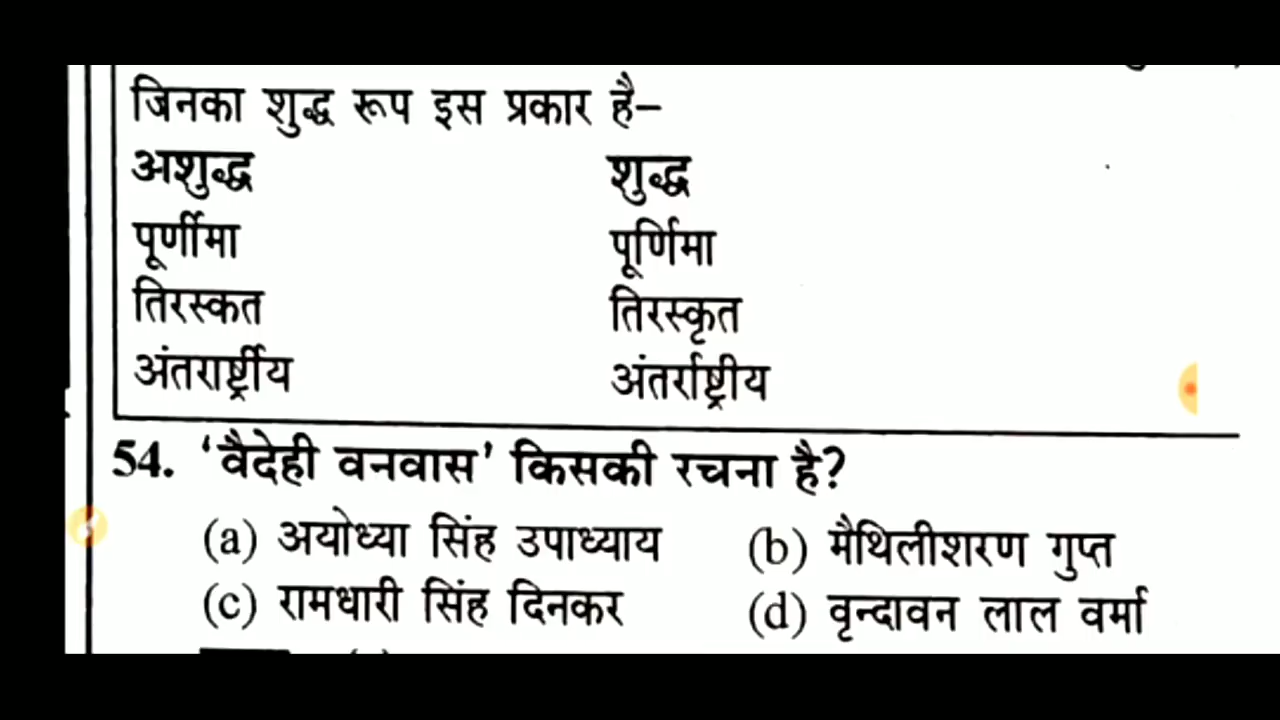 जिनका शुद्ध रूप इस प्रकार है–
अशुद्ध शुद्ध
पूर्णीमा पूर्णिमा
तिरस्कत तिरस्कृत
अंतरार्ष्ट्रीय अंतर्राष्ट्रीय
54. ‘वैदेही वनवास’ किसकी रचना है?
(a) अयोध्या सिंह उपाध्याय (b) मैथिलीशरण गुप्त
(c) रामधारी सिंह दिनकर (d) वृन्दावन लाल वर्मा